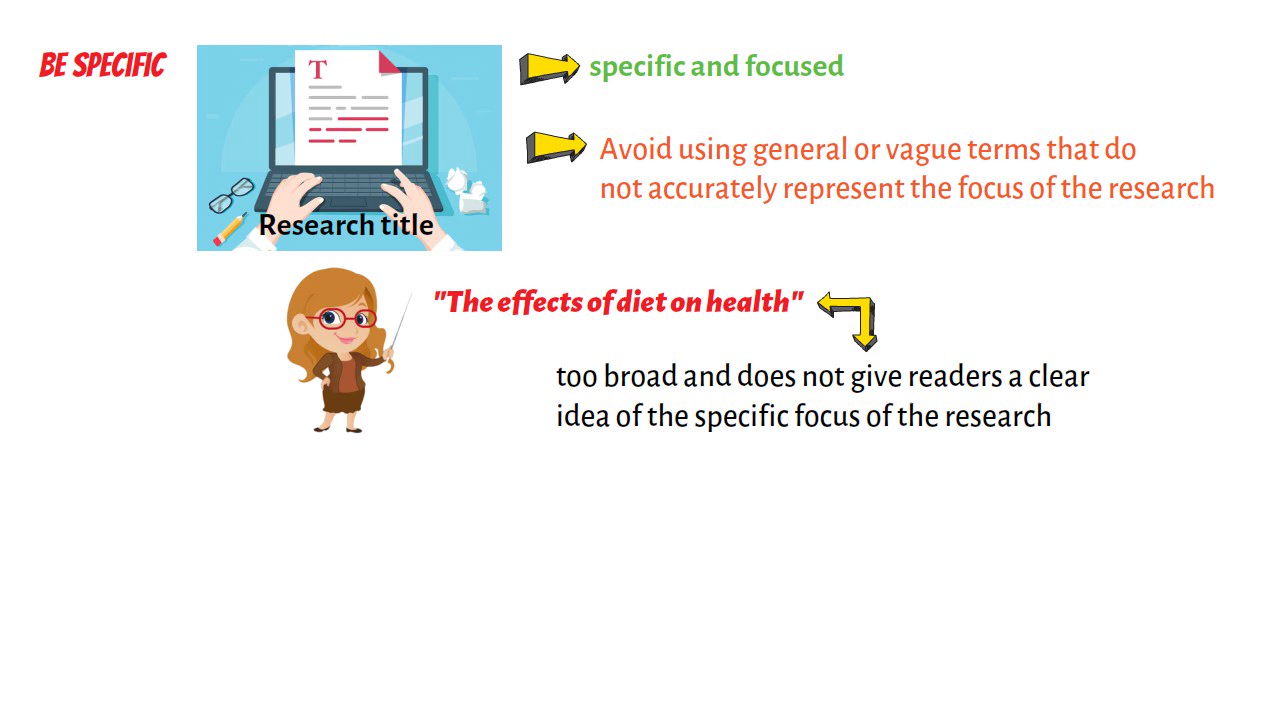 BE SPECIFIC
T
Research title
specific and focused
Avoid using general or vague terms that do
not accurately represent the focus of the research
"The effects of diet on health"
too broad and does not give readers a clear
idea of the specific focus of the research